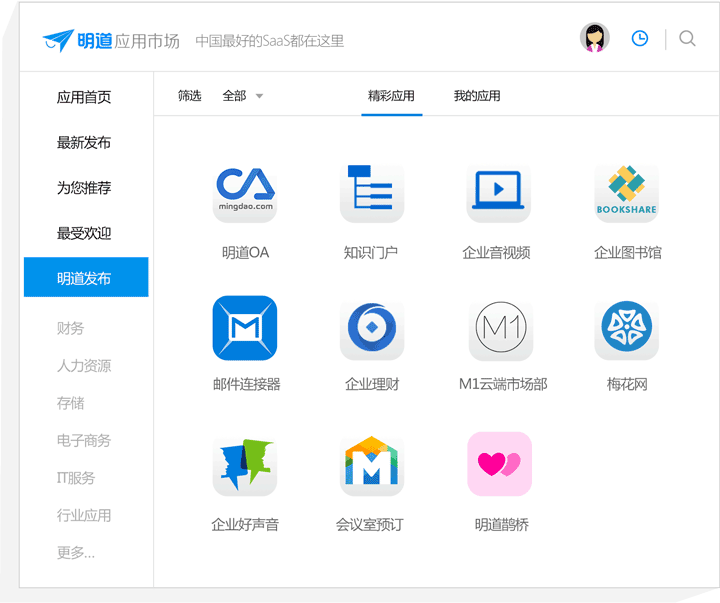 明道应用市场 中国最好的SaaS都在这里
应用首页
最新发布
为您推荐
最受欢迎
明道发布
财务
人力资源
存储
电子商务
IT服务
行业应用
更多...
筛选 全部 精彩应用 我的应用
CA
mingdao.com
BOOKSHARE
明道OA 知识门户 企业音视频 企业图书馆
M M1
邮件连接器 企业理财 M1云端市场部 梅花网
M
企业好声音 会议室预订 明道鹊桥